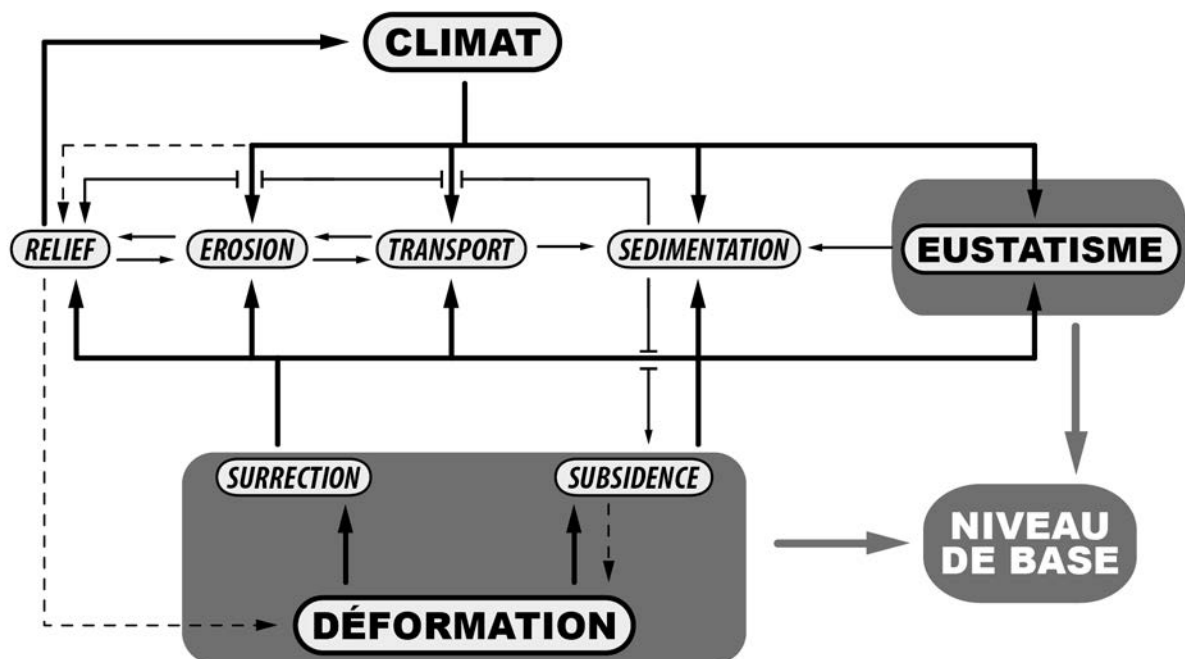 CLIMAT
RELIEF
EROSION
TRANSPORT
SEDIMENTATION
EUSTATISME
SURRECTION
SUBSIDENCE
NIVEAU
DE BASE
DÉFORMATION